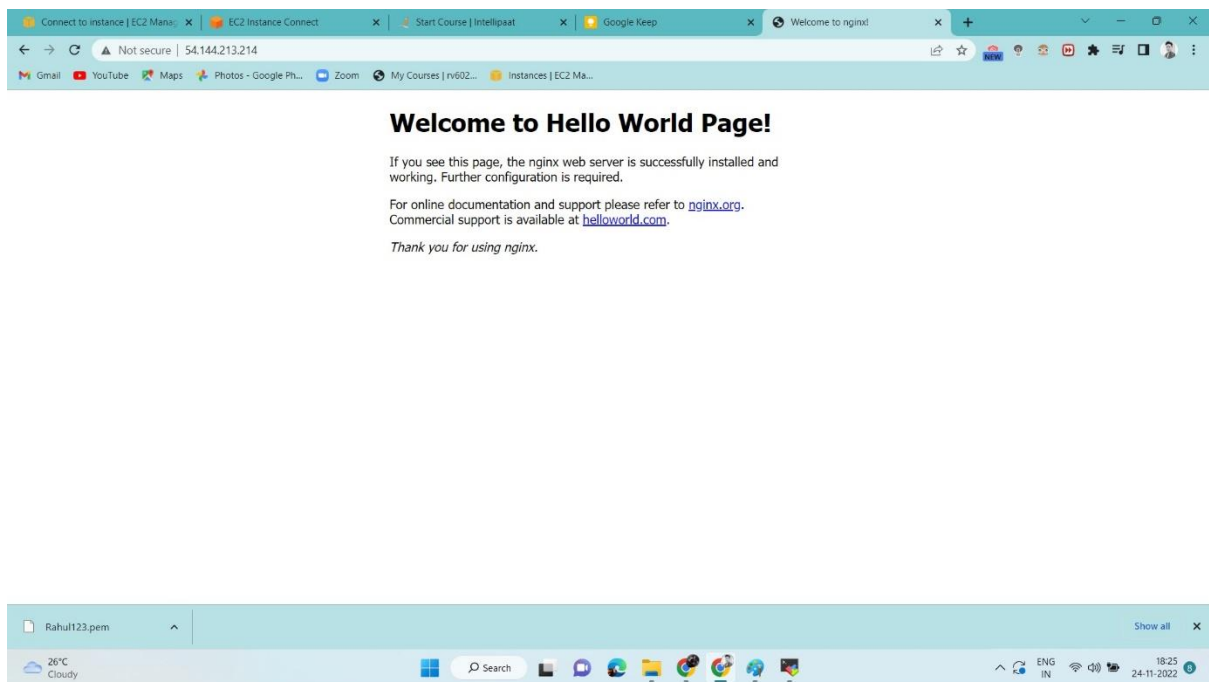 Connect to instance | EC2 Manag
EC2 Instance Connect
Start Course | Intellipaat
Google Keep
Welcome to nginx!
Not secure | 54.144.213.214
NEW
Gmail
YouTube
Maps
Photos - Google Ph...
Zoom
My Courses | rv602...
Instances | EC2 Ma...
Welcome to Hello World Page!
If you see this page, the nginx web server is successfully installed and
working. Further configuration is required.
For online documentation and support please refer to nginx.org.
Commercial support is available at helloworld.com.
Thank you for using nginx.
Rahul123.pem
Show all
26°C
Cloudy
Search
ENG
IN
18:25
24-11-2022
8